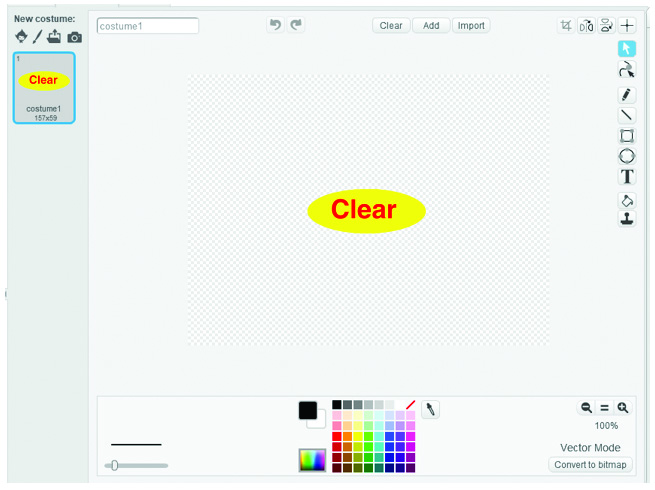 New costume:
costume1
Clear
Add
Import
1
Clear
costume1
157x59
Clear
T
100%
Vector Mode
Convert to bitmap